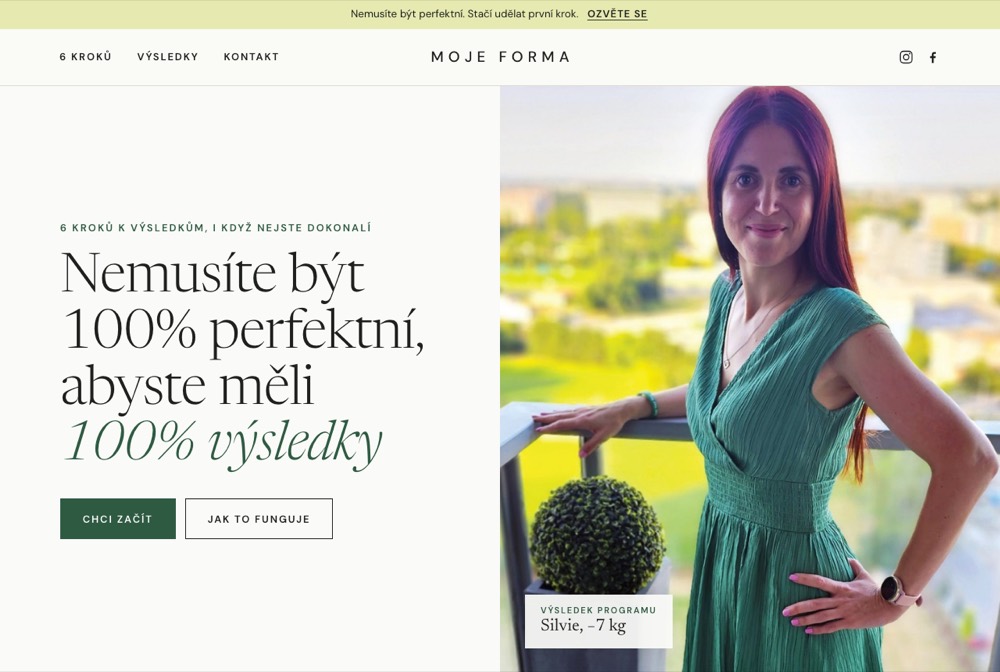 Nemusíte být perfektní. Stačí udělat první krok. OZVĚTE SE
6 KROKŮ VÝSLEDKY KONTAKT
MOJE FORMA
6 KROKŮ K VÝSLEDKŮM, I KDYŽ NEJSTE DOKONALÍ
Nemusíte být
100% perfektní,
abyste měli
100% výsledky
CHCI ZAČÍT
JAK TO FUNGUJE
VÝSLEDEK PROGRAMU
Silvie, –7 kg